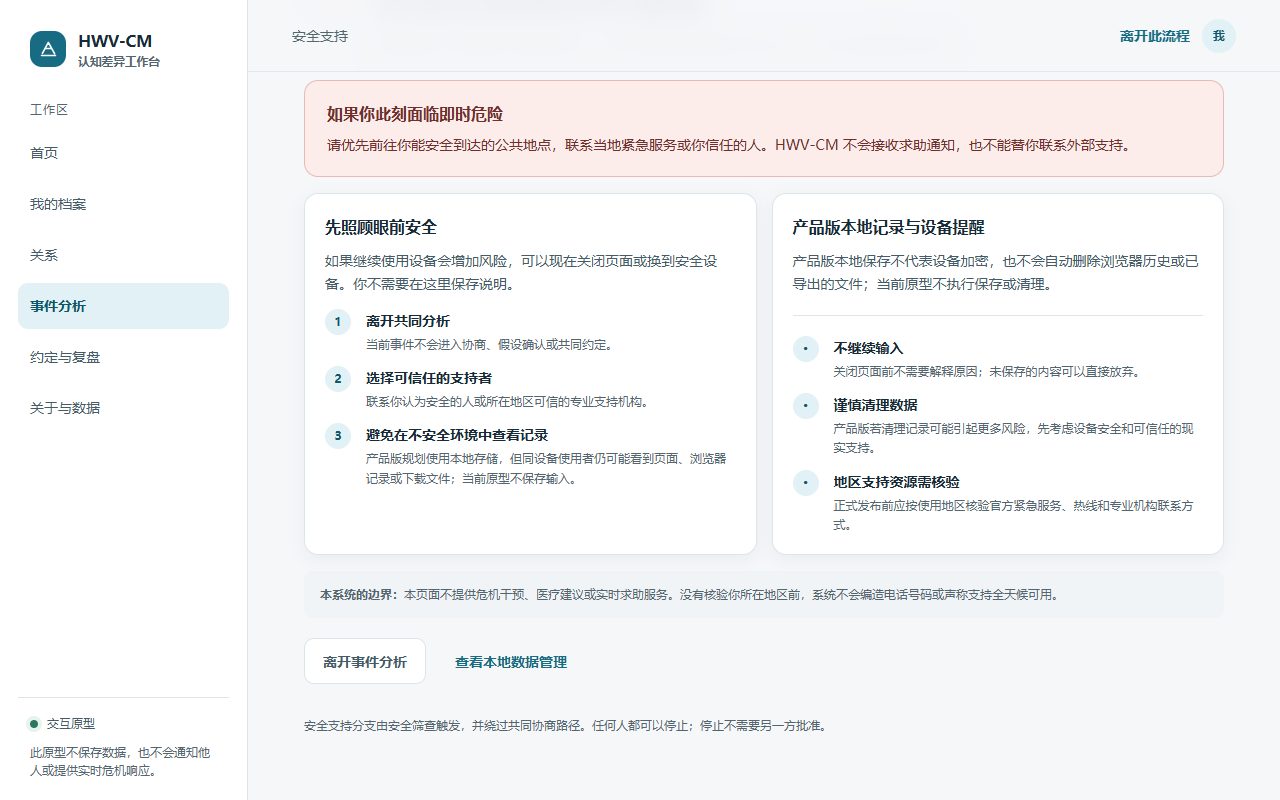 HWV-CM
认知差异工作台
工作区
首页
我的档案
关系
事件分析
约定与复盘
关于与数据
交互原型
此原型不保存数据，也不会通知他
人或提供实时危机响应。
安全支持
离开此流程
我
如果你此刻面临即时危险
请优先前往你能安全到达的公共地点，联系当地紧急服务或你信任的人。HWV-CM 不会接收求助通知，也不能替你联系外部支持。
先照顾眼前安全
如果继续使用设备会增加风险，可以现在关闭页面或换到安全设
备。你不需要在这里保存说明。
1
离开共同分析
当前事件不会进入协商、假设确认或共同约定。
2
选择可信任的支持者
联系你认为安全的人或所在地区可信的专业支持机构。
3
避免在不安全环境中查看记录
产品版规划使用本地存储，但同设备使用者仍可能看到页面、浏览器
记录或下载文件；当前原型不保存输入。
产品版本地记录与设备提醒
产品版本地保存不代表设备加密，也不会自动删除浏览器历史或已
导出的文件；当前原型不执行保存或清理。
•
不继续输入
关闭页面前不需要解释原因；未保存的内容可以直接放弃。
•
谨慎清理数据
产品版若清理记录可能引起更多风险，先考虑设备安全和可信任的现
实支持。
•
地区支持资源需核验
正式发布前应按使用地区核验官方紧急服务、热线和专业机构联系方
式。
本系统的边界：本页面不提供危机干预、医疗建议或实时求助服务。没有核验你所在地区前，系统不会编造电话号码或声称支持全天候可用。
离开事件分析
查看本地数据管理
安全支持分支由安全筛查触发，并绕过共同协商路径。任何人都可以停止；停止不需要另一方批准。